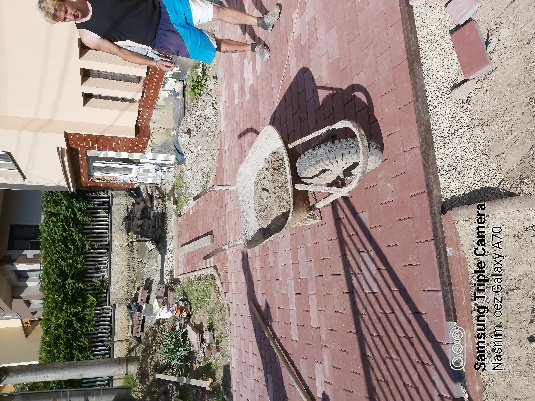 Samsung Triple Camera
Nasnímané cez Galaxy A70